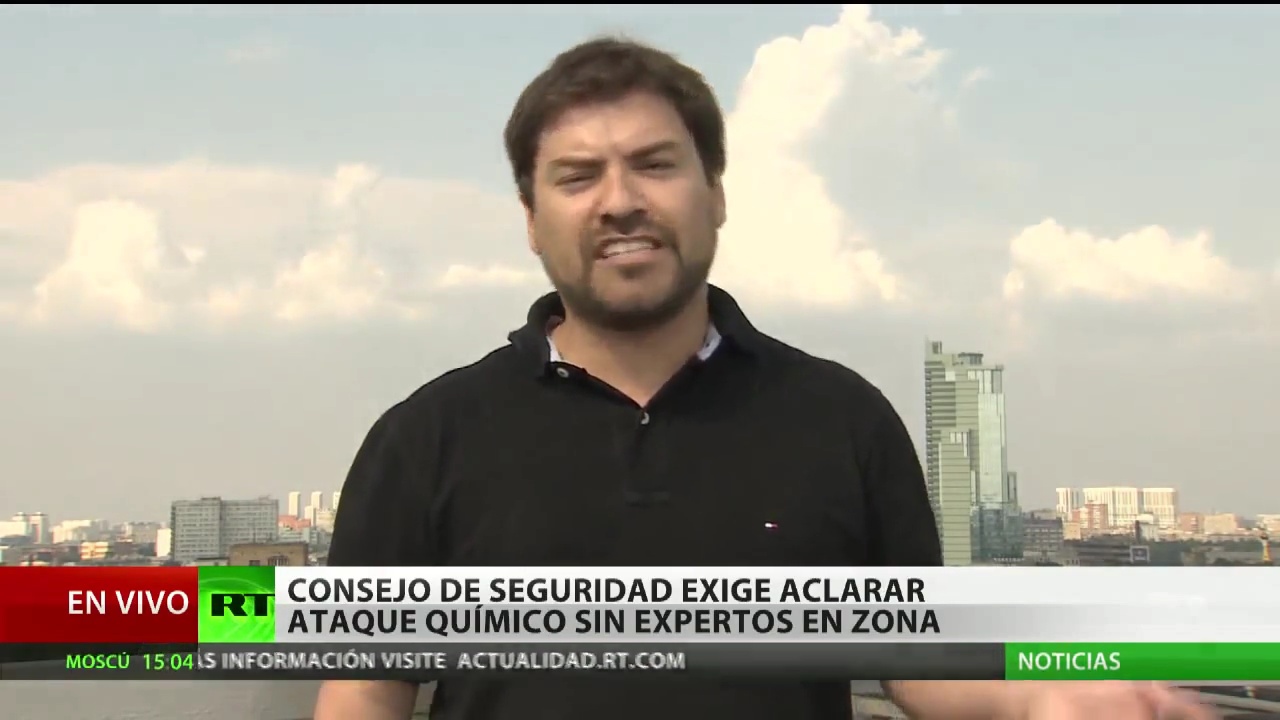 CONSEJO DE SEGURIDAD EXIGE ACLARAR
ATAQUE QUÍMICO SIN EXPERTOS EN ZONA
EN VIVO
RT
MOSCÚ 15:04
INFORMACIÓN VISITE ACTUALIDAD.RT.COM
NOTICIAS